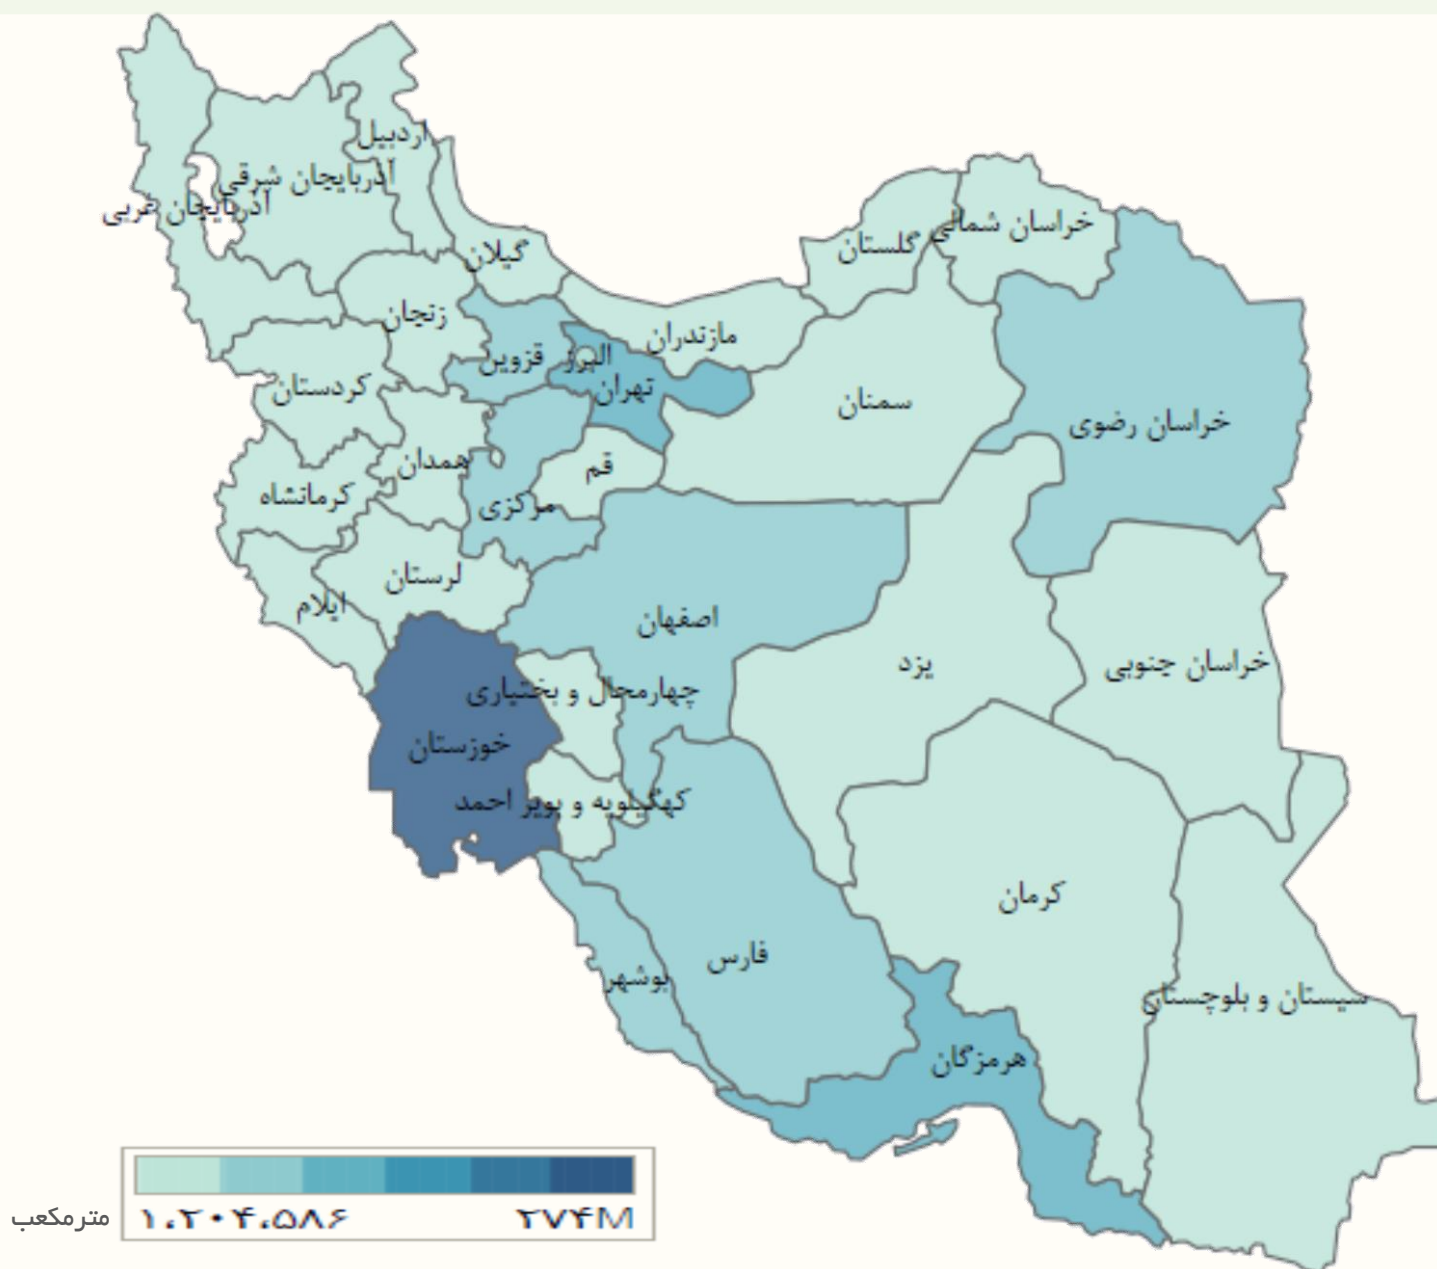 اردبیل
آذربایجان شرقی
آذربایجان غربی
خراسان شمالی
گلستان
گیلان
زنجان
مازندران
البرز
قزوین
تهران
کردستان
سمنان
خراسان رضوی
همدان
قم
کرمانشاه
مرکزی
لرستان
ایلام
اصفهان
یزد
خراسان جنوبی
چهارمحال و بختیاری
خوزستان
کهگیلویه و بویر احمد
کرمان
فارس
بوشهر
سیستان و بلوچستان
هرمزگان
مترمکعب
۱،۲۰۴،۵۸۶
۲۷۴M